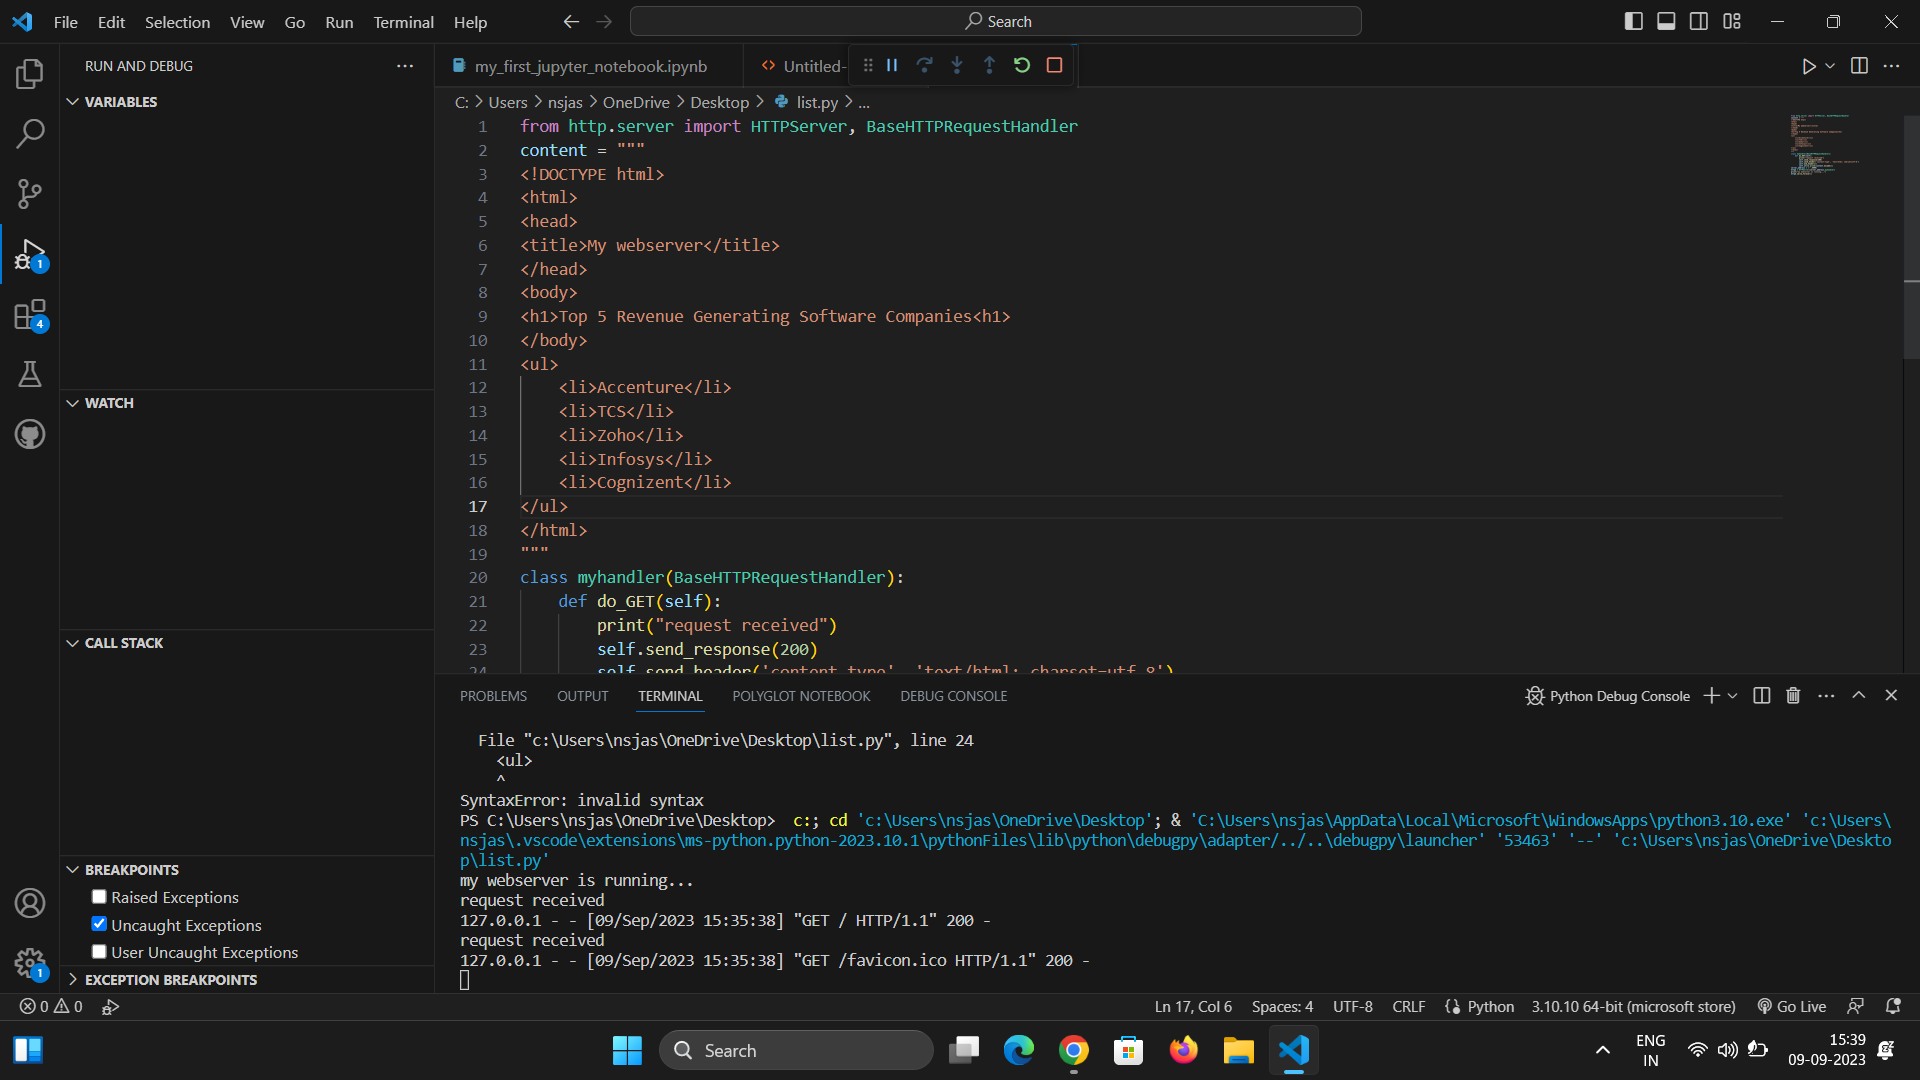 File Edit Selection View Go Run Terminal Help
Search
RUN AND DEBUG
my_first_jupyter_notebook.ipynb
Untitled-
VARIABLES
C: > Users > nsjas > OneDrive > Desktop > list.py > ...
1 from http.server import HTTPServer, BaseHTTPRequestHandler
2 content = """
3 <!DOCTYPE html>
4 <html>
5 <head>
6 <title>My webserver</title>
7 </head>
8 <body>
9 <h1>Top 5 Revenue Generating Software Companies<h1>
10 </body>
11 <ul>
12     <li>Accenture</li>
13     <li>TCS</li>
14     <li>Zoho</li>
15     <li>Infosys</li>
16     <li>Cognizent</li>
17 </ul>
18 </html>
19 """
20 class myhandler(BaseHTTPRequestHandler):
21     def do_GET(self):
22         print("request received")
23         self.send_response(200)
24         self.send_header('content-type', 'text/html; charset=utf-8')
1
4
WATCH
CALL STACK
BREAKPOINTS
Raised Exceptions
Uncaught Exceptions
User Uncaught Exceptions
EXCEPTION BREAKPOINTS
1
PROBLEMS OUTPUT TERMINAL POLYGLOT NOTEBOOK DEBUG CONSOLE
Python Debug Console
  File "c:\Users\nsjas\OneDrive\Desktop\list.py", line 24
    <ul>
    ^
SyntaxError: invalid syntax
PS C:\Users\nsjas\OneDrive\Desktop>  c:; cd 'c:\Users\nsjas\OneDrive\Desktop'; & 'C:\Users\nsjas\AppData\Local\Microsoft\WindowsApps\python3.10.exe' 'c:\Users\
nsjas\.vscode\extensions\ms-python.python-2023.10.1\pythonFiles\lib\python\debugpy\adapter/../..\debugpy\launcher' '53463' '--' 'c:\Users\nsjas\OneDrive\Deskto
p\list.py'
my webserver is running...
request received
127.0.0.1 - - [09/Sep/2023 15:35:38] "GET / HTTP/1.1" 200 -
request received
127.0.0.1 - - [09/Sep/2023 15:35:38] "GET /favicon.ico HTTP/1.1" 200 -
0 0
Ln 17, Col 6 Spaces: 4 UTF-8 CRLF Python 3.10.10 64-bit (microsoft store) Go Live
Search
ENG
IN
15:39
09-09-2023